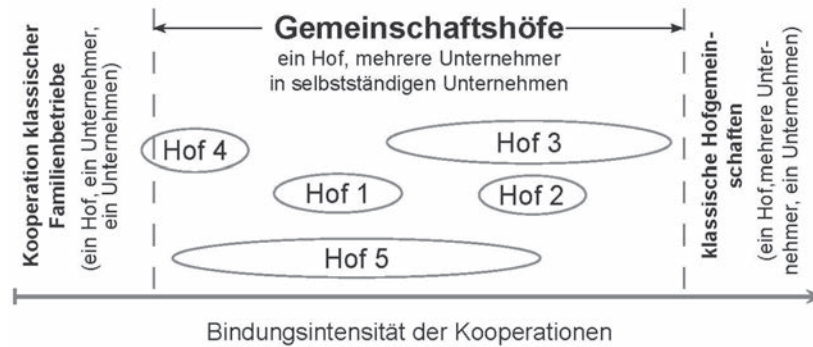 Kooperation klassischer
Familienbetriebe
(ein Hof, ein Unternehmer,
ein Unternehmen)
Gemeinschaftshöfe
ein Hof, mehrere Unternehmer
in selbstständigen Unternehmen
Hof 4
Hof 3
Hof 1
Hof 2
Hof 5
klassische Hofgemein-
schaften
(ein Hof,mehrere Unter-
nehmer, ein Unternehmen)
Bindungsintensität der Kooperationen